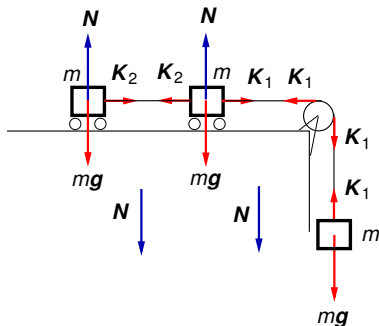 N N
m K₂ K₂ m K₁ K₁
K₁
mg mg K₁
N N m
mg